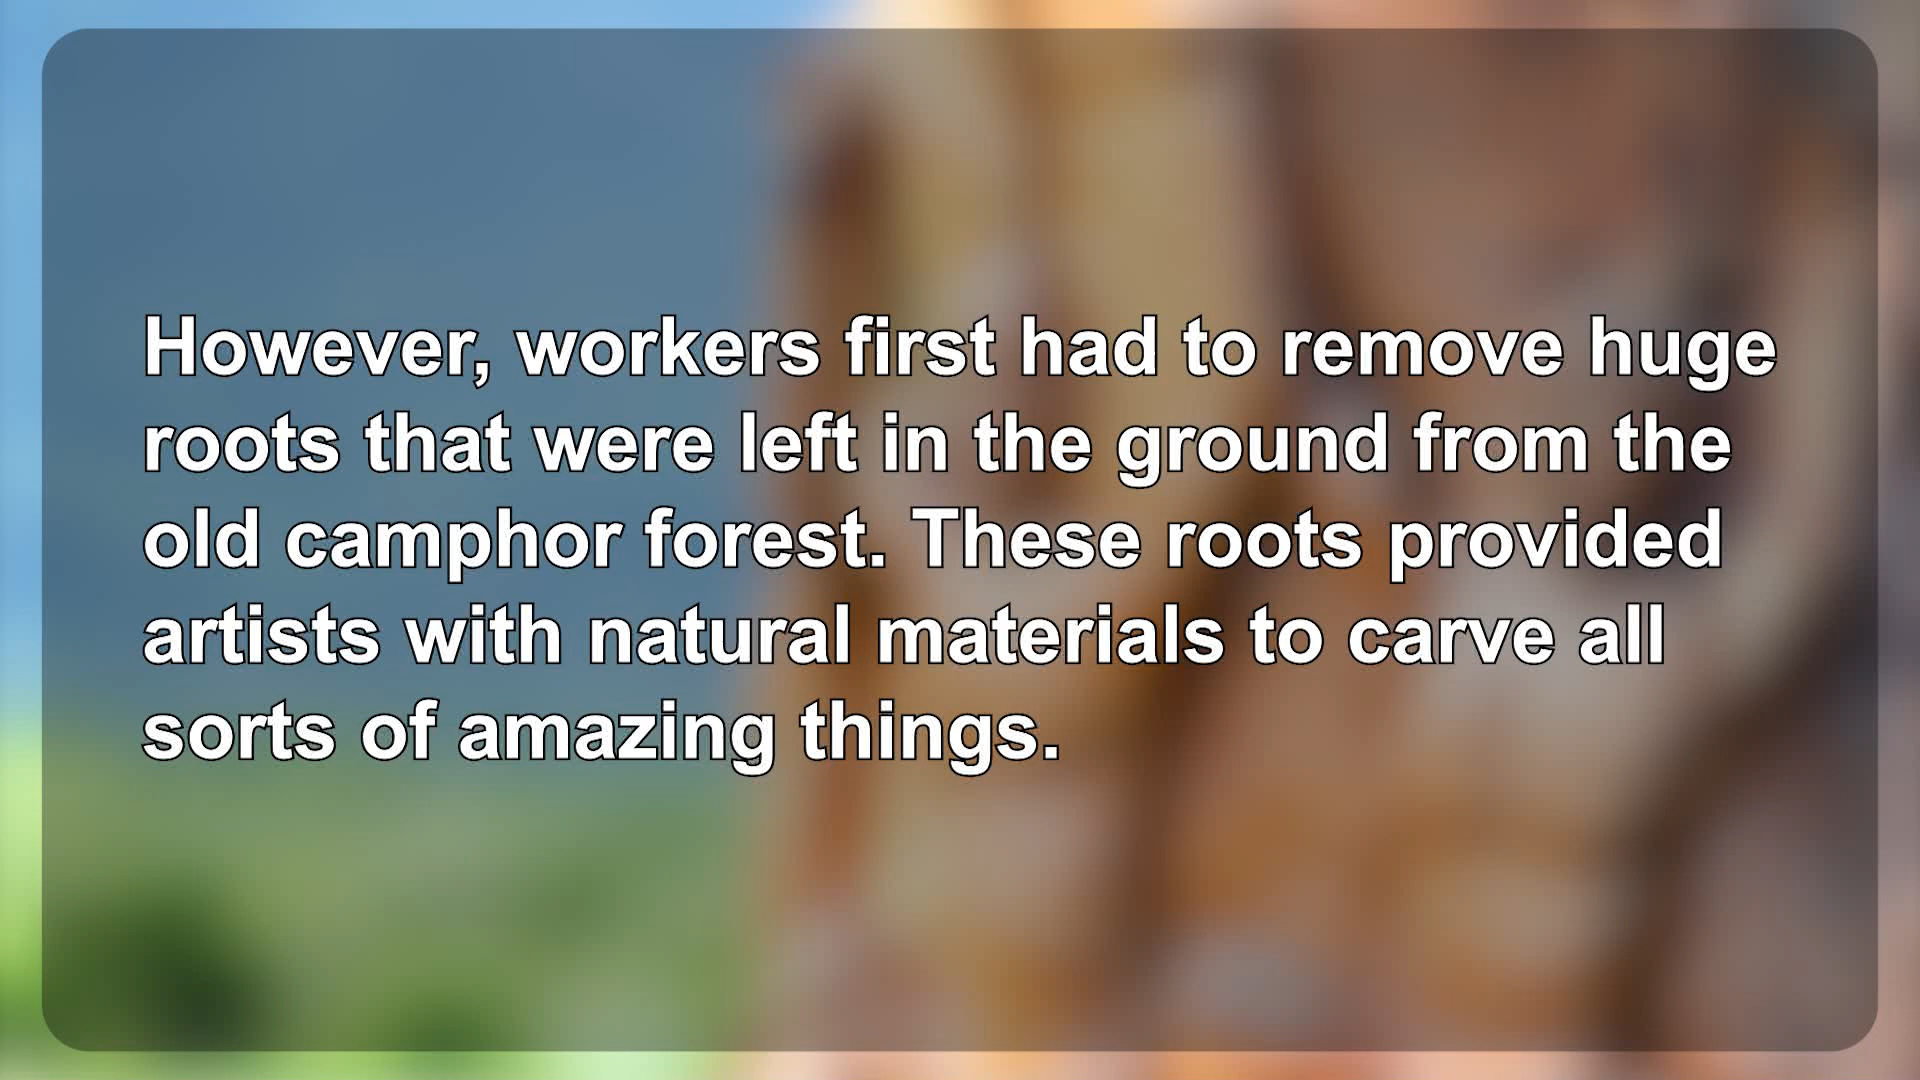 However, workers first had to remove huge
roots that were left in the ground from the
old camphor forest. These roots provided
artists with natural materials to carve all
sorts of amazing things.